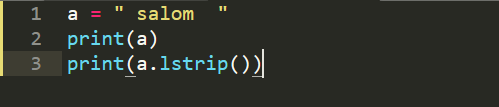 1 a = " salom  "
2 print(a)
3 print(a.lstrip())